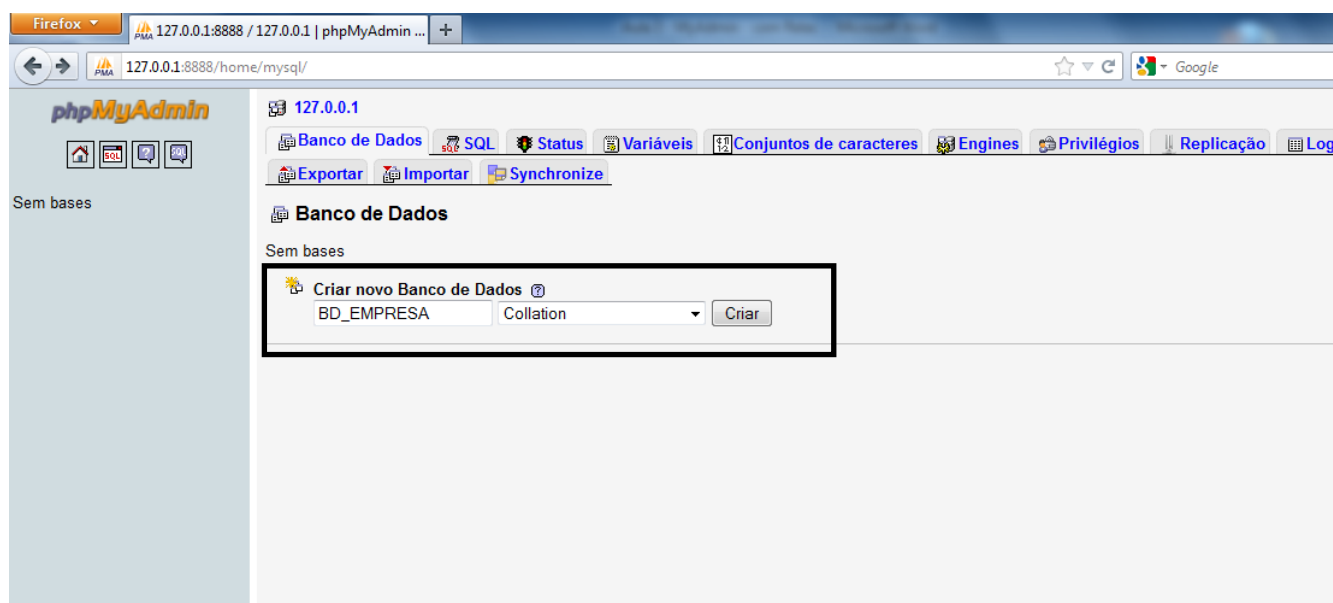 Firefox
127.0.0.1:8888 / 127.0.0.1 | phpMyAdmin ... +
127.0.0.1:8888/home/mysql/
Google
phpMyAdmin
127.0.0.1
Banco de Dados SQL Status Variáveis Conjuntos de caracteres Engines Privilégios Replicação Log
Exportar Importar Synchronize
Sem bases
Banco de Dados
Sem bases
Criar novo Banco de Dados
BD_EMPRESA Collation Criar